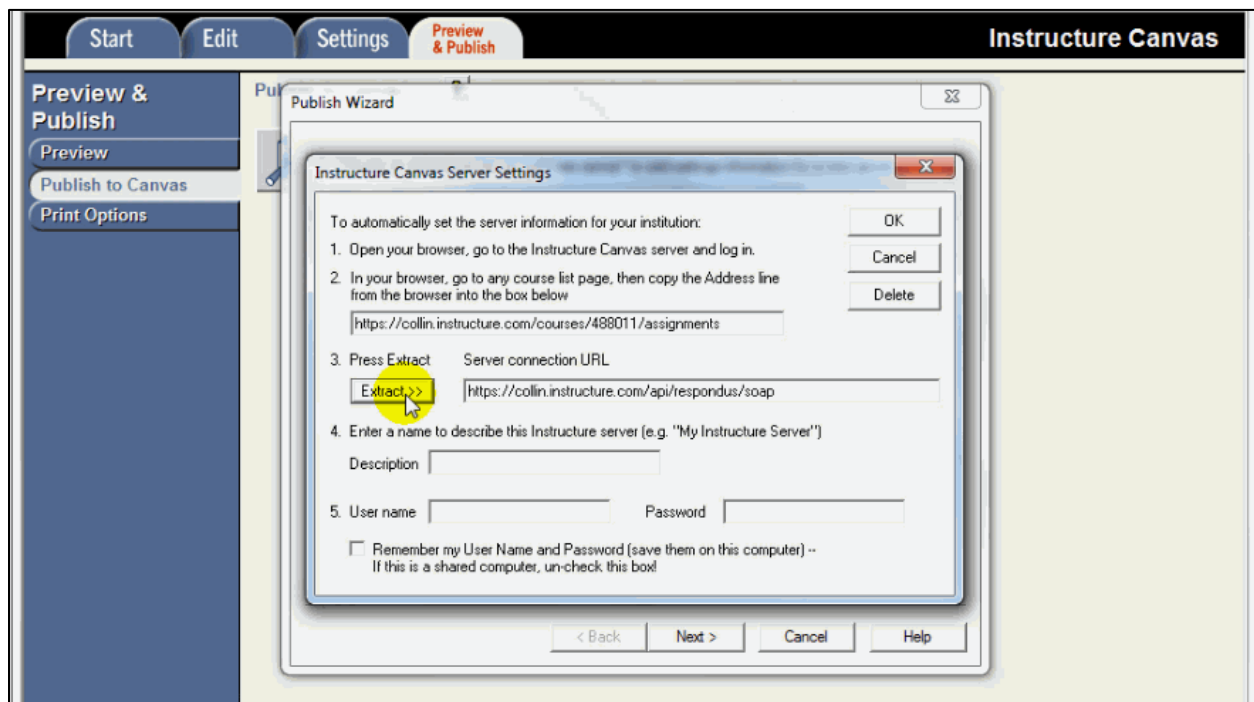 Start
Edit
Settings
Preview
& Publish
Instructure Canvas
Preview &
Publish
Preview
Publish to Canvas
Print Options
Publish Wizard
Instructure Canvas Server Settings
To automatically set the server information for your institution:
1. Open your browser, go to the Instructure Canvas server and log in.
2. In your browser, go to any course list page, then copy the Address line
from the browser into the box below
https://collin.instructure.com/courses/488011/assignments
OK
Cancel
Delete
3. Press Extract Server connection URL
Extract >> https://collin.instructure.com/api/respondus/soap
4. Enter a name to describe this Instructure server (e.g. "My Instructure Server")
Description
5. User name Password
Remember my User Name and Password (save them on this computer) --
If this is a shared computer, un-check this box!
< Back Next > Cancel Help